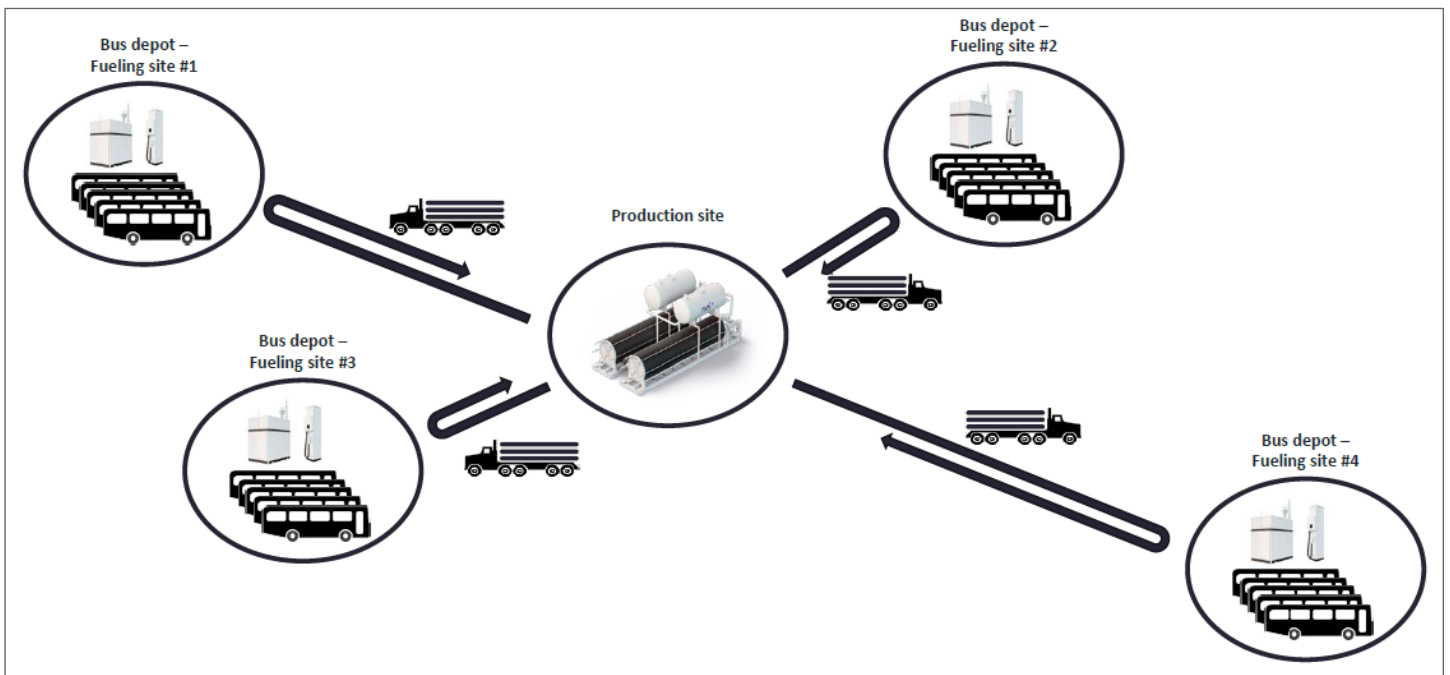 Bus depot –
Fueling site #1
Bus depot –
Fueling site #2
Production site
Bus depot –
Fueling site #3
Bus depot –
Fueling site #4